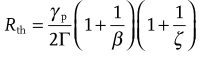 R_th = γ_p / 2Γ (1 + 1/β) (1 + 1/ζ)